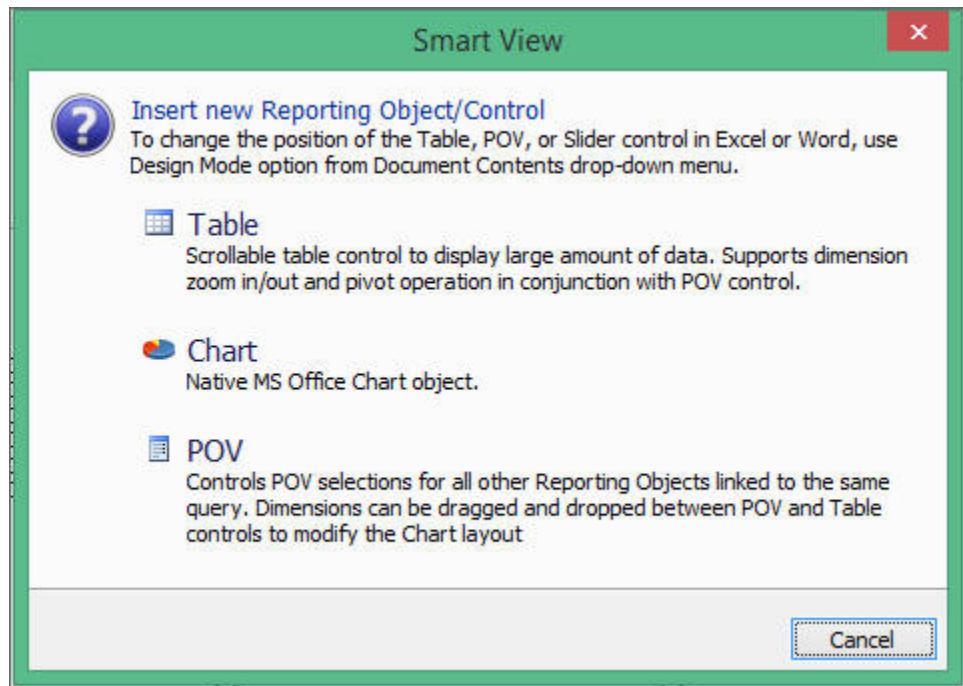 Smart View
Insert new Reporting Object/Control
To change the position of the Table, POV, or Slider control in Excel or Word, use
Design Mode option from Document Contents drop-down menu.
Table
Scrollable table control to display large amount of data. Supports dimension
zoom in/out and pivot operation in conjunction with POV control.
Chart
Native MS Office Chart object.
POV
Controls POV selections for all other Reporting Objects linked to the same
query. Dimensions can be dragged and dropped between POV and Table
controls to modify the Chart layout
Cancel